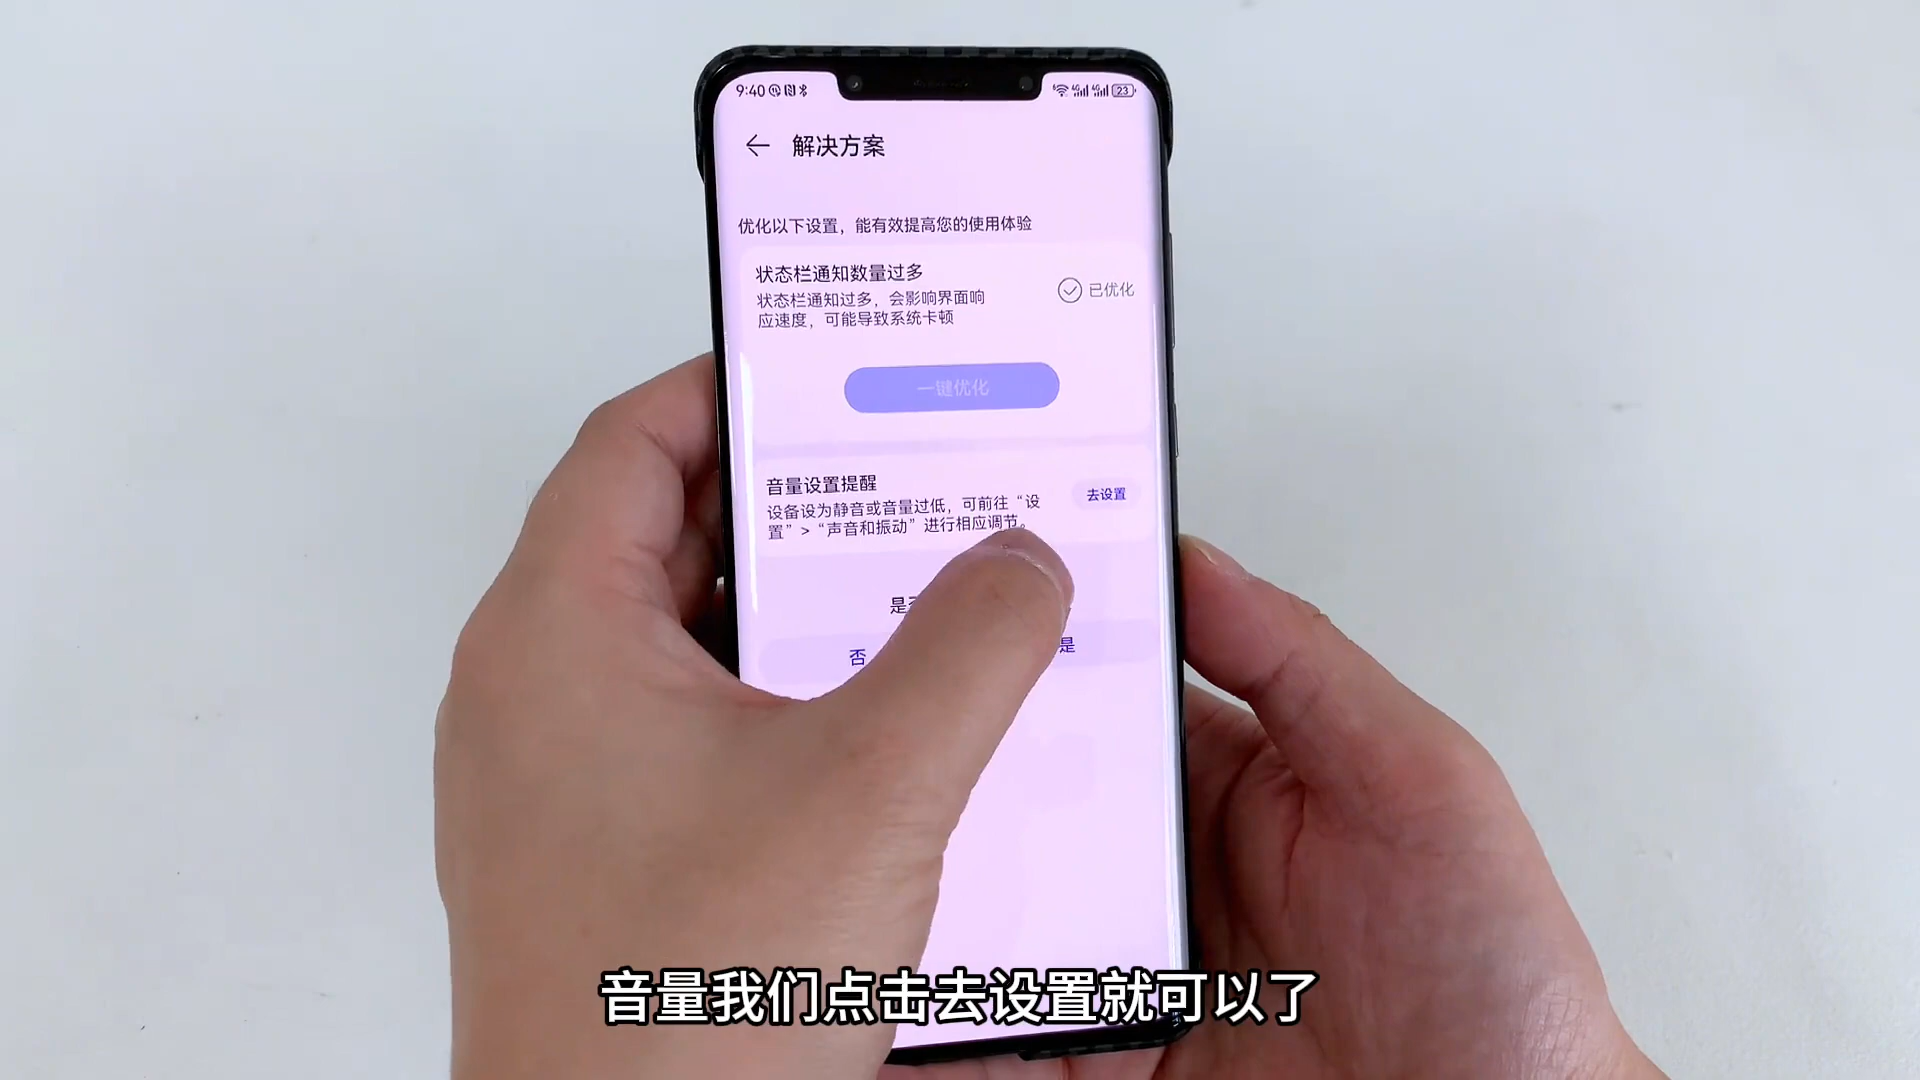 9:40
23
解决方案
优化以下设置，能有效提高您的使用体验
状态栏通知数量过多
状态栏通知过多，会影响界面响
应速度，可能导致系统卡顿
已优化
一键优化
音量设置提醒
设备设为静音或音量过低，可前往“设
置”>“声音和振动”进行相应调节。
去设置
是否
否
是
音量我们点击去设置就可以了